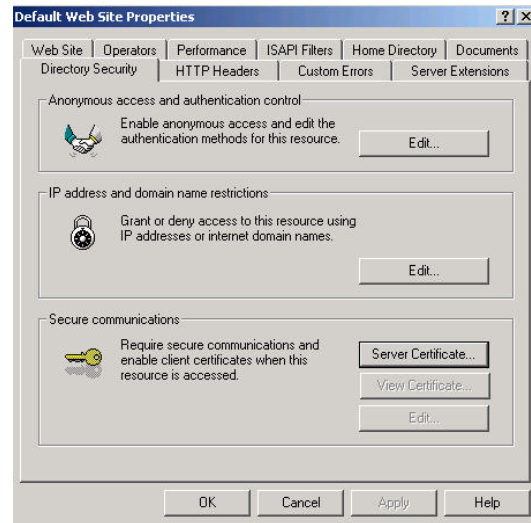 Default Web Site Properties
Web Site
Operators
Performance
ISAPI Filters
Home Directory
Documents
Directory Security
HTTP Headers
Custom Errors
Server Extensions
Anonymous access and authentication control
Enable anonymous access and edit the
authentication methods for this resource.
Edit...
IP address and domain name restrictions
Grant or deny access to this resource using
IP addresses or internet domain names.
Edit...
Secure communications
Require secure communications and
enable client certificates when this
resource is accessed.
Server Certificate...
View Certificate...
Edit...
OK
Cancel
Apply
Help